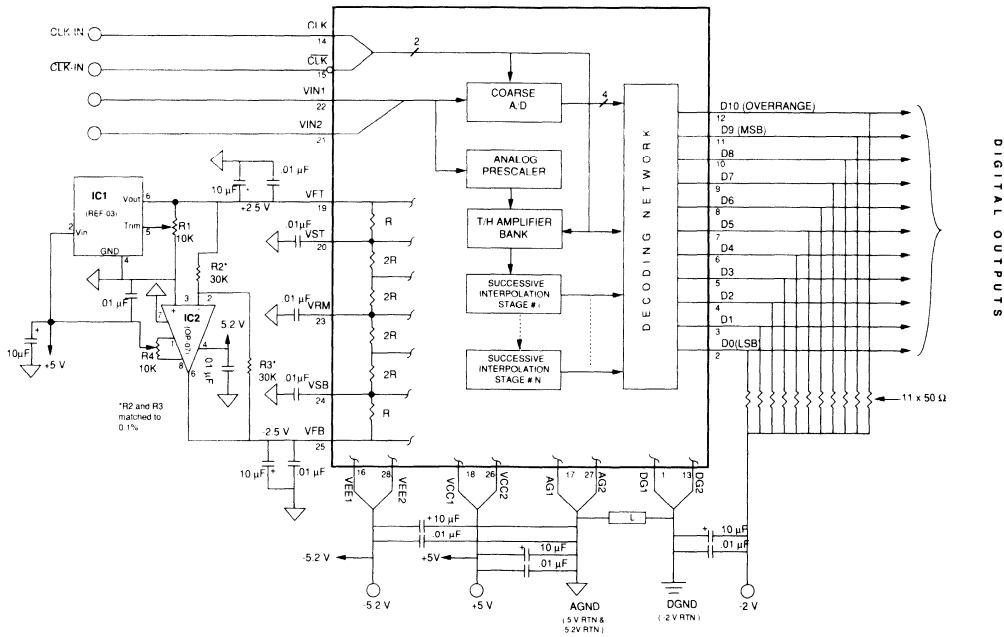 CLK-IN
CLK
14
CLK-IN
CLK
15
VIN1
22
VIN2
21
2
COARSE
A/D
4
ANALOG
PRESCALER
T/H AMPLIFIER
BANK
SUCCESSIVE
INTERPOLATION
STAGE # i
SUCCESSIVE
INTERPOLATION
STAGE # N
DECODING NETWORK
D10 (OVERRANGE)
12
D9 (MSB)
11
D8
10
D7
9
D6
8
D5
7
D4
6
D3
5
D2
4
D1
3
D0(LSB)
2
DIGITAL OUTPUTS
11 x 50 Ω
IC1
(REF 03)
Vout
6
Trim
5
2
Vin
GND
4
R1
10K
10 µF
+
.01 µF
+2.5 V
VFT
19
R
.01µF
VST
20
2R
2R
.01 µF
VRM
23
2R
2R
.01µF
VSB
24
R
VFB
25
R2*
30K
.01 µF
3
2
7
+
-
IC2
(OP 07)
1
4
8
6
5.2 V
.01 µF
R4
10K
R3*
30K
+
10µF
+5 V
*R2 and R3
matched to
0.1%
-2.5 V
10 µF
+
.01 µF
16
28
VEE1
VEE2
18
26
VCC1
VCC2
17
27
AG1
AG2
1
13
DG1
DG2
L
+10 µF
.01 µF
-5.2 V
+5V
+
10 µF
.01 µF
+
10 µF
.01 µF
-5.2 V
+5 V
AGND
(5 V RTN &
5.2V RTN)
DGND
(-2 V RTN)
-2 V